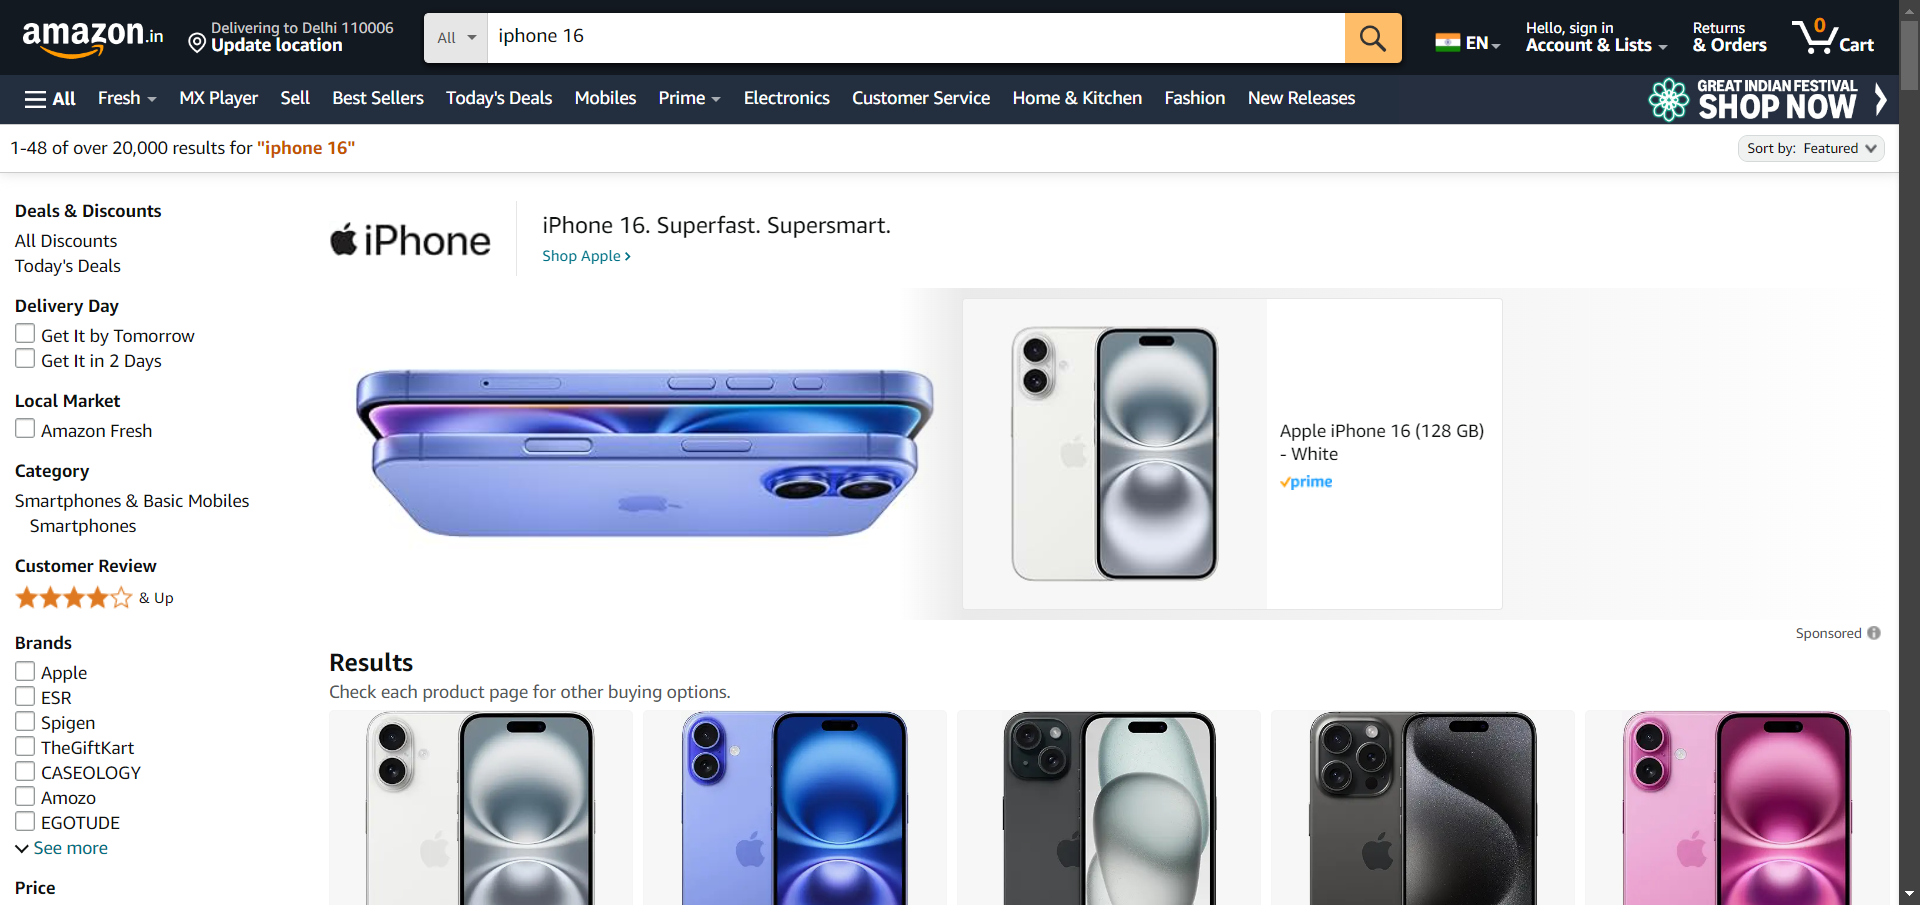 amazon.in
Delivering to Delhi 110006
Update location
All
iphone 16
EN
Hello, sign in
Account & Lists
Returns
& Orders
0
Cart
All
Fresh
MX Player
Sell
Best Sellers
Today's Deals
Mobiles
Prime
Electronics
Customer Service
Home & Kitchen
Fashion
New Releases
GREAT INDIAN FESTIVAL
SHOP NOW
1-48 of over 20,000 results for "iphone 16"
Sort by: Featured
Deals & Discounts
All Discounts
Today's Deals
Delivery Day
Get It by Tomorrow
Get It in 2 Days
Local Market
Amazon Fresh
Category
Smartphones & Basic Mobiles
Smartphones
Customer Review
& Up
Brands
Apple
ESR
Spigen
TheGiftKart
CASEOLOGY
Amozo
EGOTUDE
See more
Price
iPhone
iPhone 16. Superfast. Supersmart.
Shop Apple ›
Apple iPhone 16 (128 GB)
- White
prime
Sponsored
Results
Check each product page for other buying options.